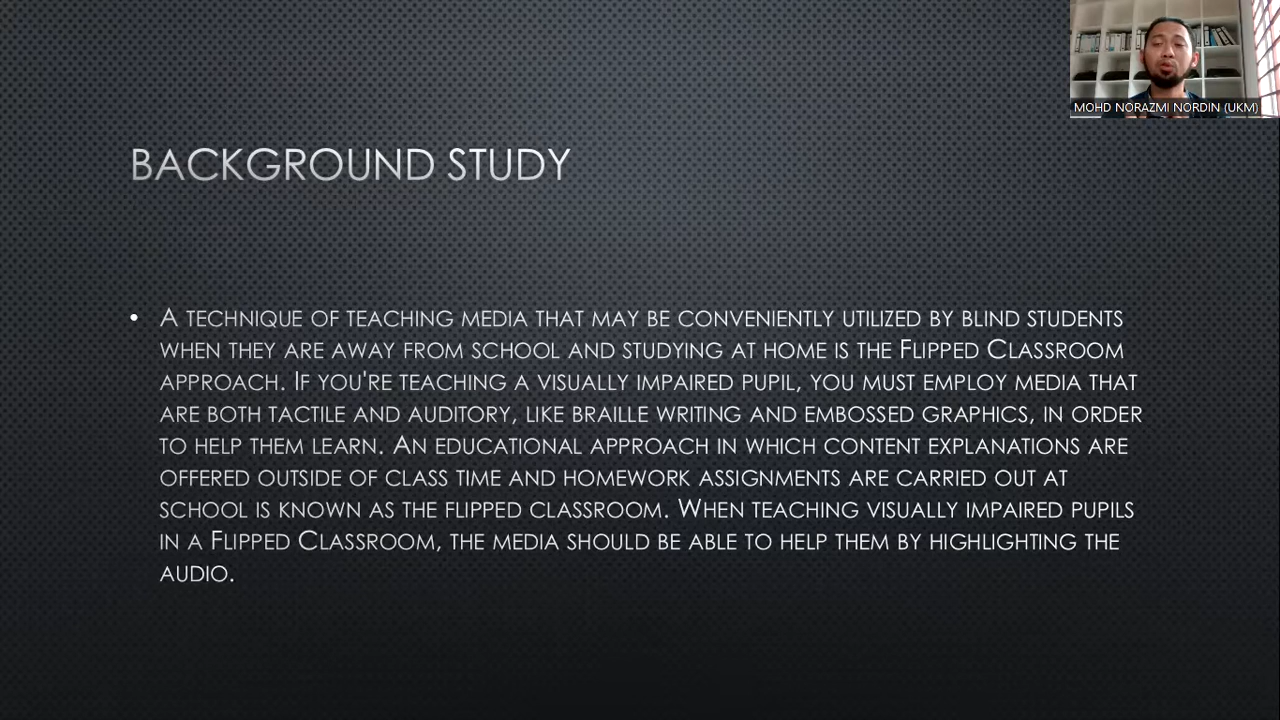 MOHD NORAZMI NORDIN (UKM)
BACKGROUND STUDY
• A TECHNIQUE OF TEACHING MEDIA THAT MAY BE CONVENIENTLY UTILIZED BY BLIND STUDENTS
WHEN THEY ARE AWAY FROM SCHOOL AND STUDYING AT HOME IS THE FLIPPED CLASSROOM
APPROACH. IF YOU'RE TEACHING A VISUALLY IMPAIRED PUPIL, YOU MUST EMPLOY MEDIA THAT
ARE BOTH TACTILE AND AUDITORY, LIKE BRAILLE WRITING AND EMBOSSED GRAPHICS, IN ORDER
TO HELP THEM LEARN. AN EDUCATIONAL APPROACH IN WHICH CONTENT EXPLANATIONS ARE
OFFERED OUTSIDE OF CLASS TIME AND HOMEWORK ASSIGNMENTS ARE CARRIED OUT AT
SCHOOL IS KNOWN AS THE FLIPPED CLASSROOM. WHEN TEACHING VISUALLY IMPAIRED PUPILS
IN A FLIPPED CLASSROOM, THE MEDIA SHOULD BE ABLE TO HELP THEM BY HIGHLIGHTING THE
AUDIO.